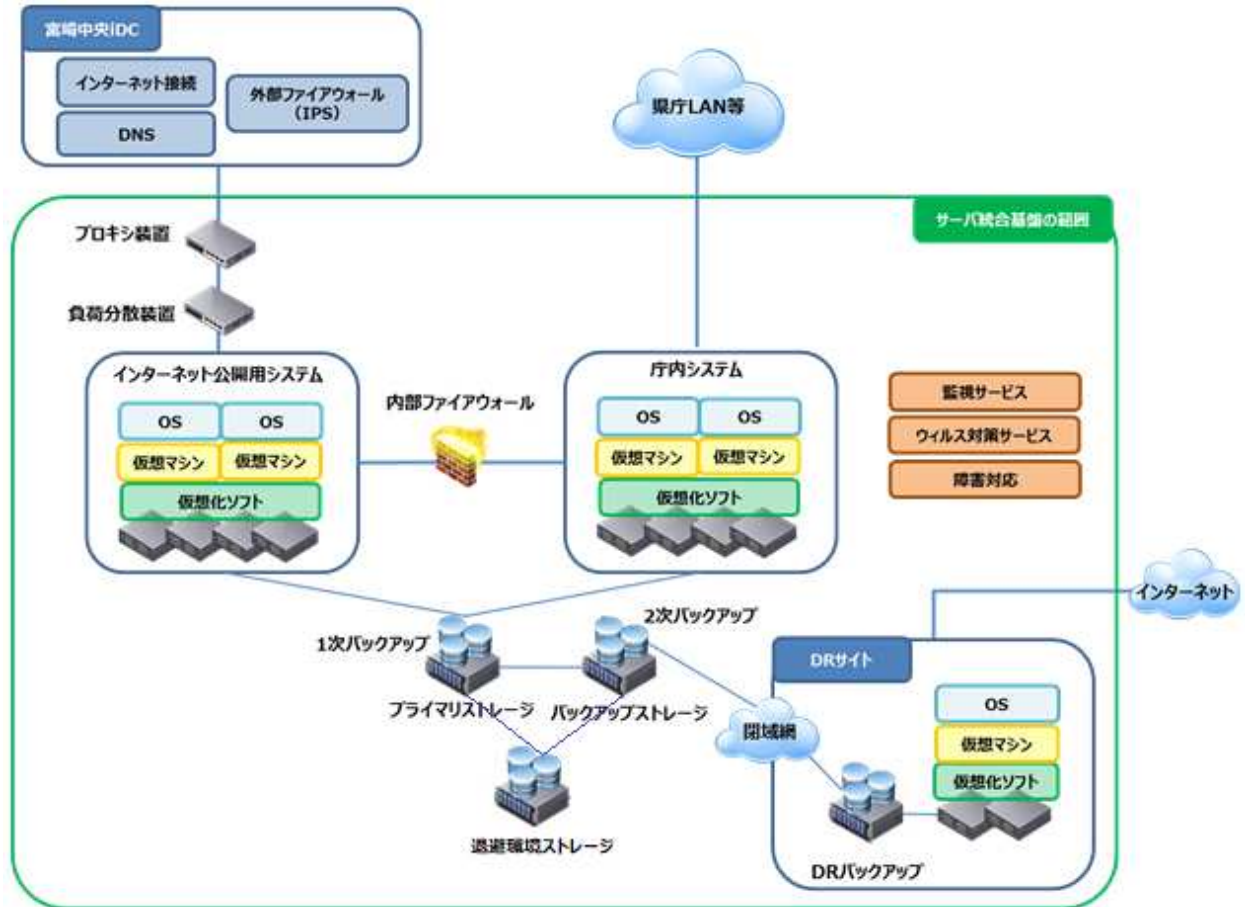 宮崎中央iDC
インターネット接続
外部ファイアウォール
(IPS)
DNS
県庁LAN等
サーバ統合基盤の範囲
プロキシ装置
負荷分散装置
インターネット公開用システム
OS
OS
仮想マシン
仮想マシン
仮想化ソフト
内部ファイアウォール
庁内システム
OS
OS
仮想マシン
仮想マシン
仮想化ソフト
監視サービス
ウィルス対策サービス
障害対応
インターネット
1次バックアップ
2次バックアップ
プライマリストレージ
バックアップストレージ
退避環境ストレージ
閉域網
DRサイト
OS
仮想マシン
仮想化ソフト
DRバックアップ